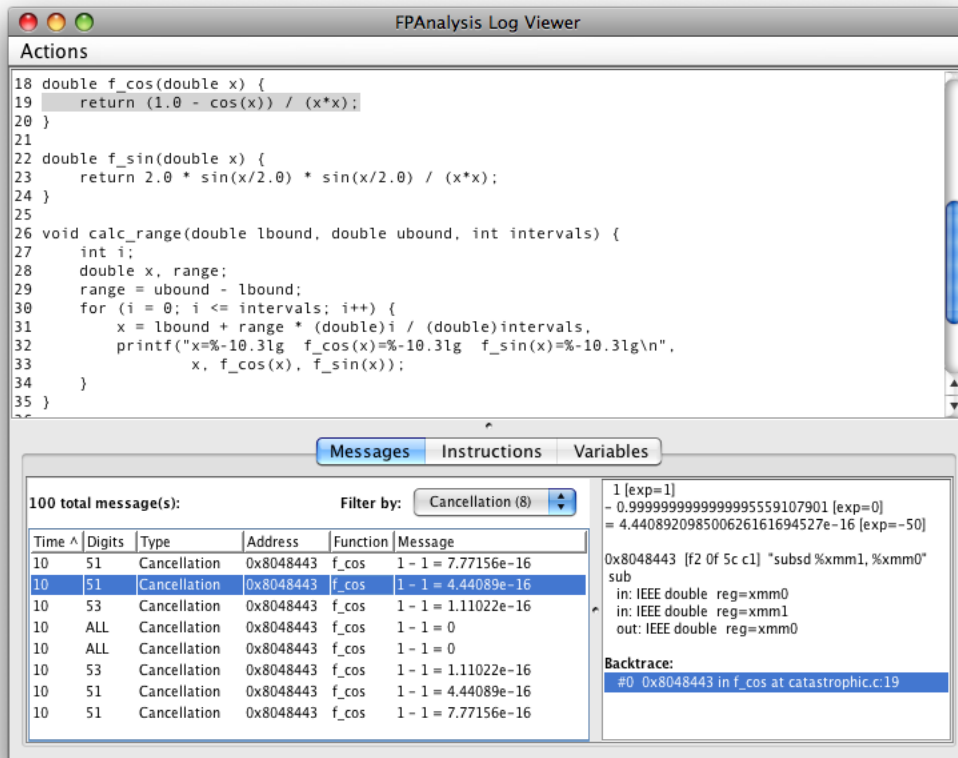 FPAnalysis Log Viewer
Actions
18 double f_cos(double x) {
19     return (1.0 - cos(x)) / (x*x);
20 }
21
22 double f_sin(double x) {
23     return 2.0 * sin(x/2.0) * sin(x/2.0) / (x*x);
24 }
25
26 void calc_range(double lbound, double ubound, int intervals) {
27     int i;
28     double x, range;
29     range = ubound - lbound;
30     for (i = 0; i <= intervals; i++) {
31         x = lbound + range * (double)i / (double)intervals,
32         printf("x=%-10.3lg  f_cos(x)=%-10.3lg  f_sin(x)=%-10.3lg\n",
33                x, f_cos(x), f_sin(x));
34     }
35 }
Messages Instructions Variables
100 total message(s): Filter by: Cancellation (8)
Time ^ Digits Type Address Function Message
10 51 Cancellation 0x8048443 f_cos 1 - 1 = 7.77156e-16
10 51 Cancellation 0x8048443 f_cos 1 - 1 = 4.44089e-16
10 53 Cancellation 0x8048443 f_cos 1 - 1 = 1.11022e-16
10 ALL Cancellation 0x8048443 f_cos 1 - 1 = 0
10 ALL Cancellation 0x8048443 f_cos 1 - 1 = 0
10 53 Cancellation 0x8048443 f_cos 1 - 1 = 1.11022e-16
10 51 Cancellation 0x8048443 f_cos 1 - 1 = 4.44089e-16
10 51 Cancellation 0x8048443 f_cos 1 - 1 = 7.77156e-16
1 [exp=1]
- 0.9999999999999995559107901 [exp=0]
= 4.440892098500626161694527e-16 [exp=-50]
0x8048443 [f2 0f 5c c1] "subsd %xmm1, %xmm0"
sub
in: IEEE double reg=xmm0
in: IEEE double reg=xmm1
out: IEEE double reg=xmm0
Backtrace:
#0 0x8048443 in f_cos at catastrophic.c:19